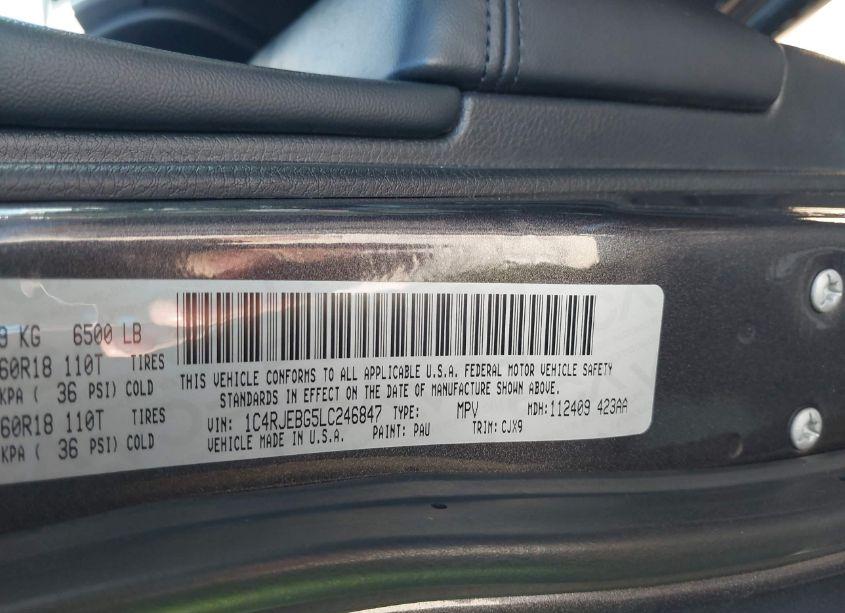 9 KG 6500 LB
60R18 110T TIRES
KPA ( 36 PSI) COLD
60R18 110T TIRES
KPA ( 36 PSI) COLD
THIS VEHICLE CONFORMS TO ALL APPLICABLE U.S.A. FEDERAL MOTOR VEHICLE SAFETY
STANDARDS IN EFFECT ON THE DATE OF MANUFACTURE SHOWN ABOVE.
VIN: 1C4RJEBG5LC246847 TYPE: MPV MDH: 112409 423AA
VEHICLE MADE IN U.S.A. PAINT: PAU TRIM: CJX9